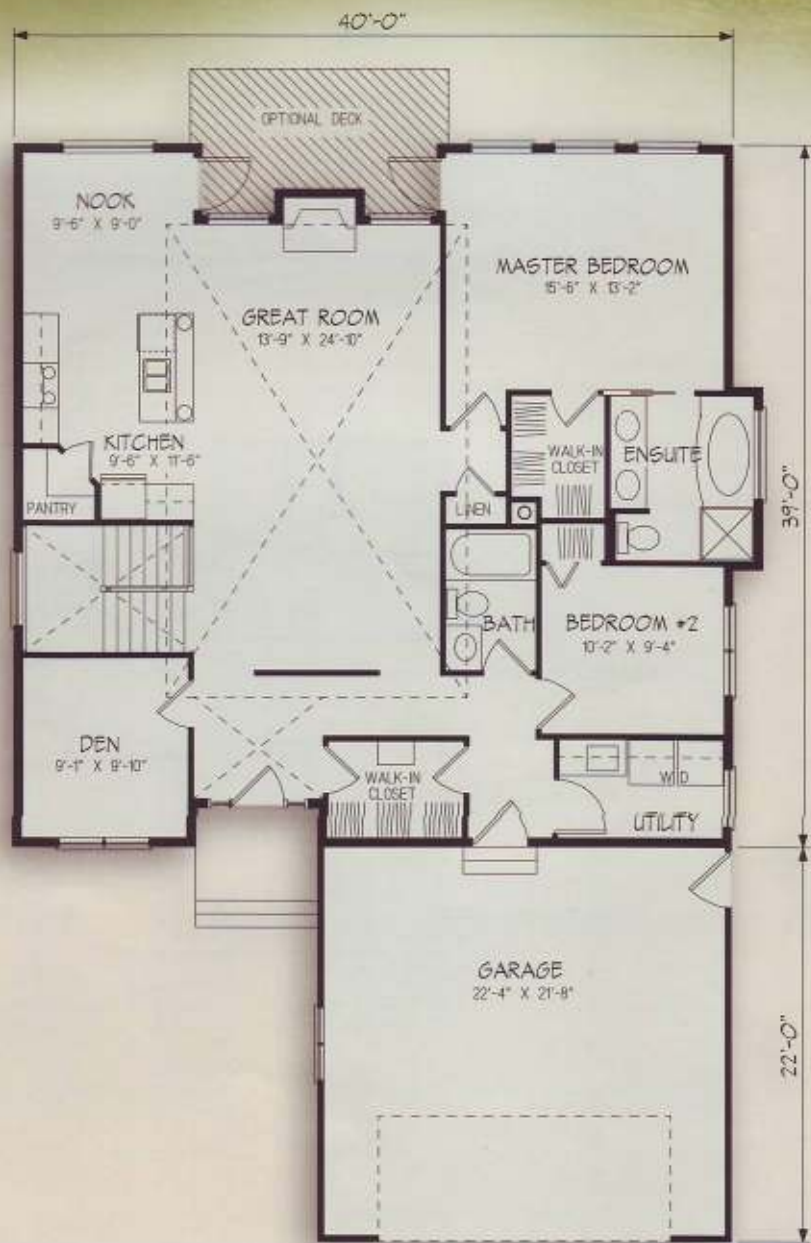 40'-0"
OPTIONAL DECK
NOOK
9'-6" X 9'-0"
MASTER BEDROOM
15'-6" X 13'-2"
GREAT ROOM
13'-9" X 24'-10"
KITCHEN
9'-6" X 11'-6"
WALK-IN
CLOSET
ENSUITE
PANTRY
LINEN
39'-0"
BATH
BEDROOM #2
10'-2" X 9'-4"
DEN
9'-1" X 9'-10"
WALK-IN
CLOSET
W D
UTILITY
GARAGE
22'-4" X 21'-8"
22'-0"